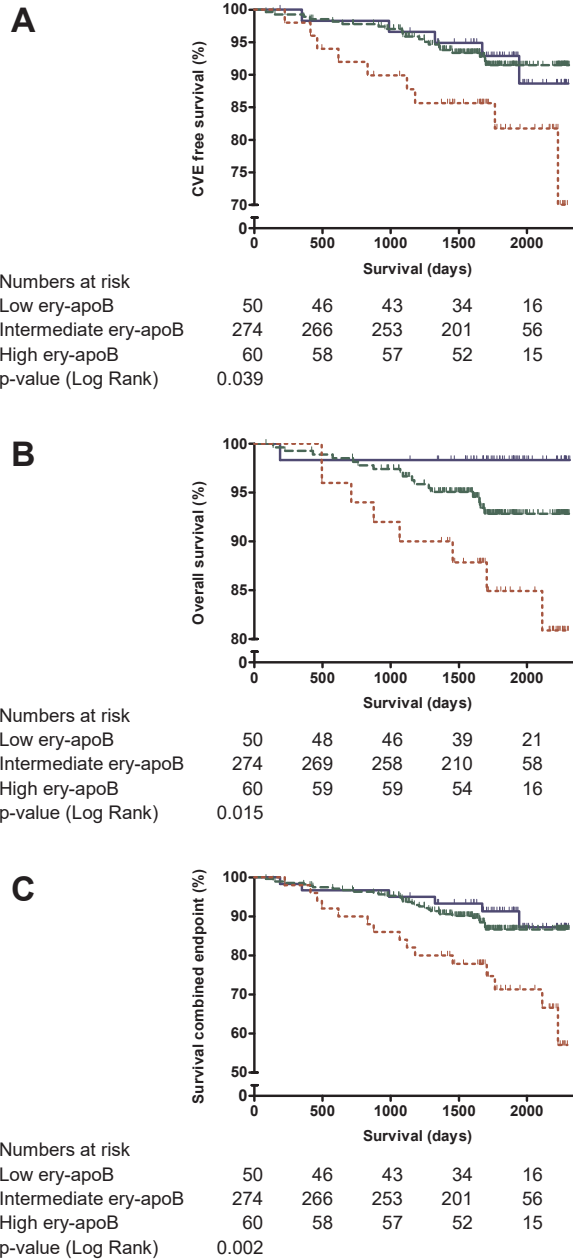 A
CVE free survival (%)
100
95
90
85
80
75
70
0
0 500 1000 1500 2000
Survival (days)
Numbers at risk
Low ery-apoB 50 46 43 34 16
Intermediate ery-apoB 274 266 253 201 56
High ery-apoB 60 58 57 52 15
p-value (Log Rank) 0.039
B
Overall survival (%)
100
95
90
85
80
0
0 500 1000 1500 2000
Survival (days)
Numbers at risk
Low ery-apoB 50 48 46 39 21
Intermediate ery-apoB 274 269 258 210 58
High ery-apoB 60 59 59 54 16
p-value (Log Rank) 0.015
C
Survival combined endpoint (%)
100
90
80
70
60
50
0
0 500 1000 1500 2000
Survival (days)
Numbers at risk
Low ery-apoB 50 46 43 34 16
Intermediate ery-apoB 274 266 253 201 56
High ery-apoB 60 58 57 52 15
p-value (Log Rank) 0.002